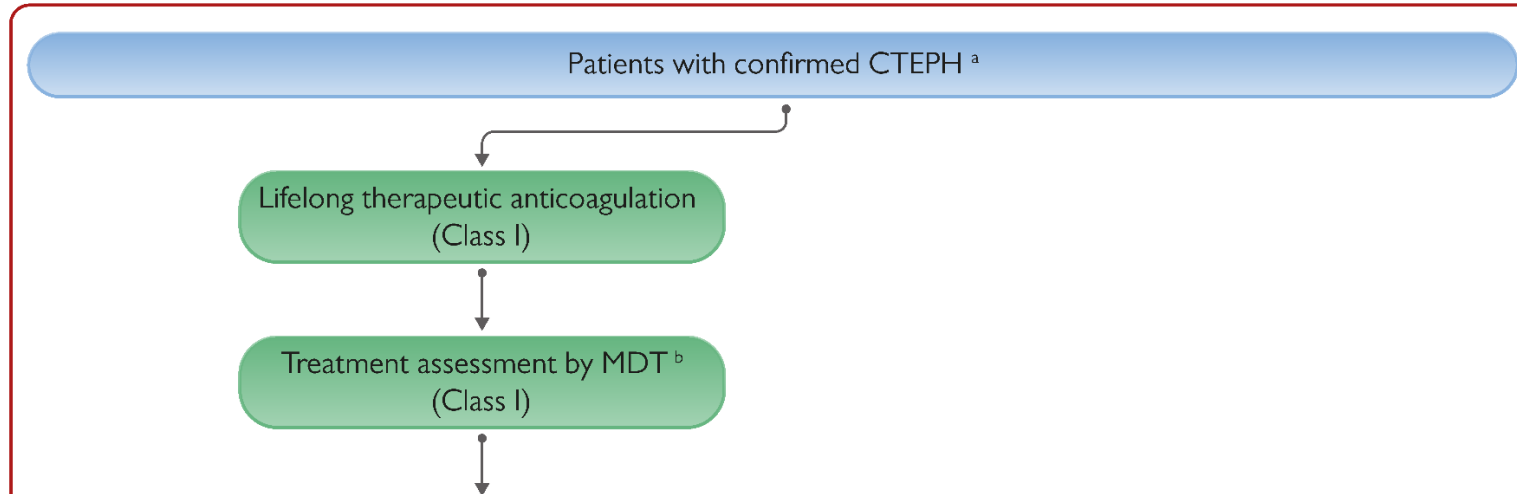 Patients with confirmed CTEPH ᵃ
Lifelong therapeutic anticoagulation
(Class I)
Treatment assessment by MDT ᵇ
(Class I)